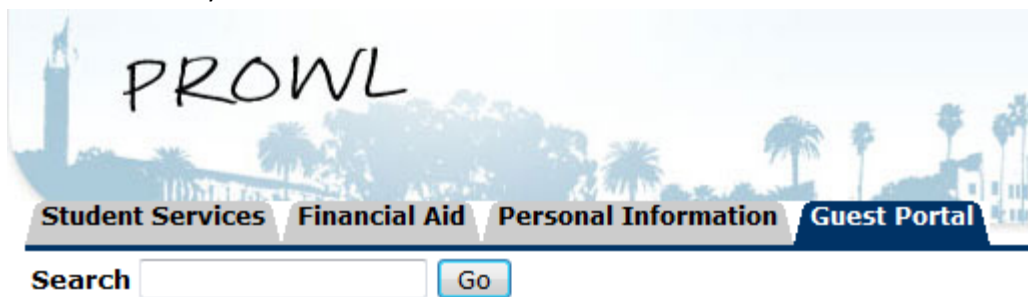 PROWL
Student Services Financial Aid Personal Information Guest Portal
Search Go